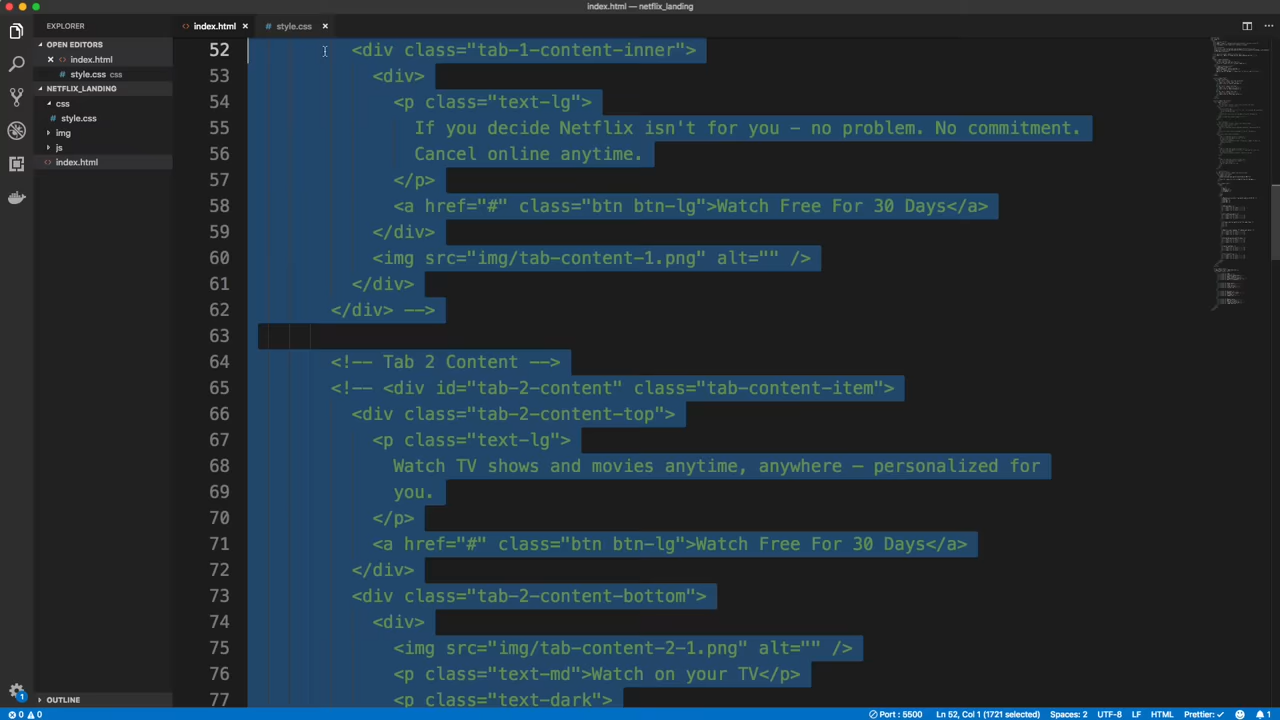 index.html — netflix_landing
EXPLORER
index.html ×
style.css ×
OPEN EDITORS
× index.html
style.css css
NETFLIX_LANDING
css
style.css
img
js
index.html
52 <div class="tab-1-content-inner">
53 <div>
54 <p class="text-lg">
55 If you decide Netflix isn't for you — no problem. No commitment.
56 Cancel online anytime.
57 </p>
58 <a href="#" class="btn btn-lg">Watch Free For 30 Days</a>
59 </div>
60 <img src="img/tab-content-1.png" alt="" />
61 </div>
62 </div> -->
63
64 <!-- Tab 2 Content -->
65 <!-- <div id="tab-2-content" class="tab-content-item">
66 <div class="tab-2-content-top">
67 <p class="text-lg">
68 Watch TV shows and movies anytime, anywhere — personalized for
69 you.
70 </p>
71 <a href="#" class="btn btn-lg">Watch Free For 30 Days</a>
72 </div>
73 <div class="tab-2-content-bottom">
74 <div>
75 <img src="img/tab-content-2-1.png" alt="" />
76 <p class="text-md">Watch on your TV</p>
77 <p class="text-dark">
OUTLINE
1
0 0
Port : 5500
Ln 52, Col 1 (1721 selected)
Spaces: 2
UTF-8
LF
HTML
Prettier: ✓
1